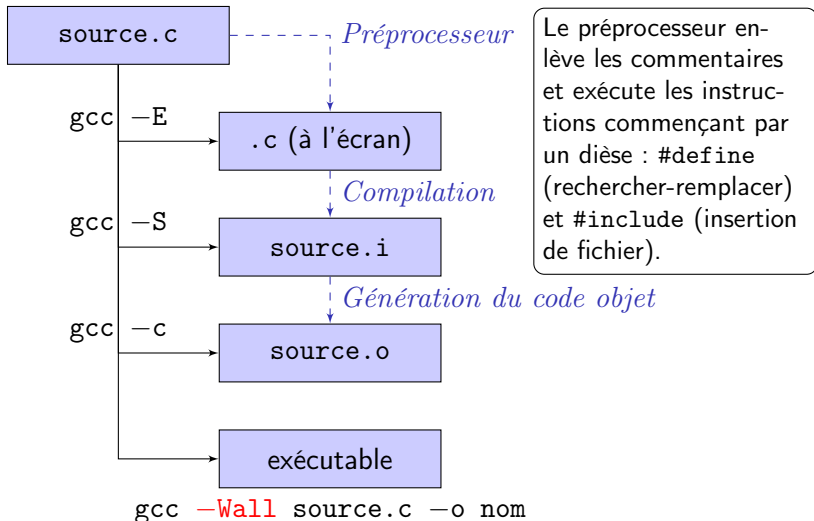 source.c
Préprocesseur
gcc −E
.c (à l'écran)
Compilation
gcc −S
source.i
Génération du code objet
gcc −c
source.o
exécutable
gcc −Wall source.c −o nom
Le préprocesseur en-
lève les commentaires
et exécute les instruc-
tions commençant par
un dièse : #define
(rechercher-remplacer)
et #include (insertion
de fichier).